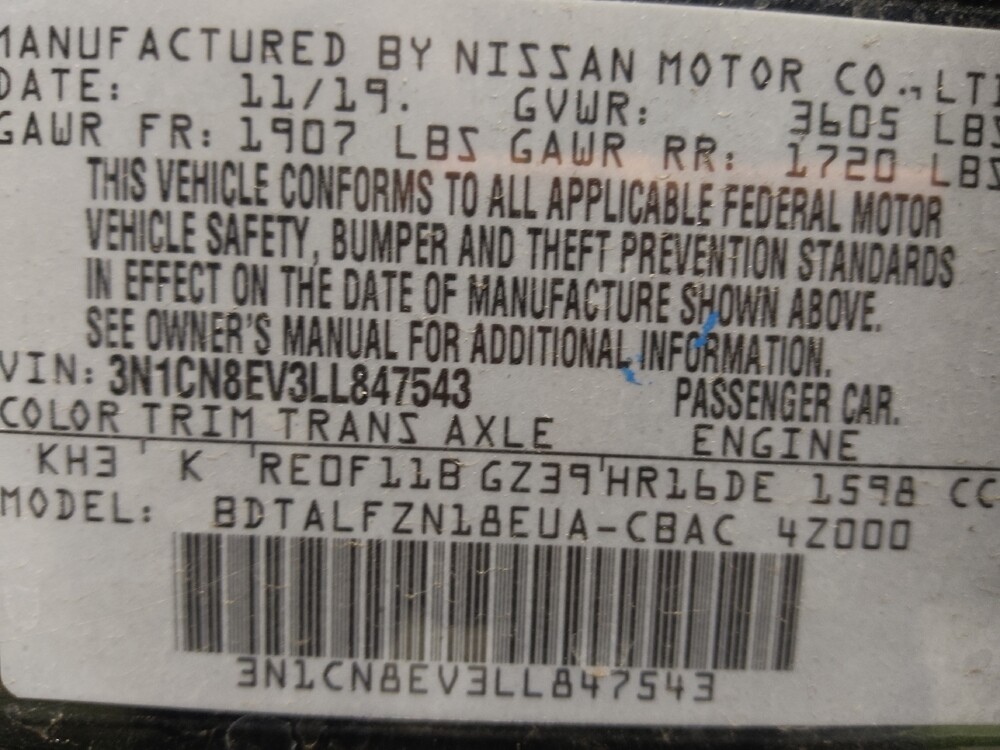 MANUFACTURED BY NISSAN MOTOR CO., LTD
DATE: 11/19. GVWR: 3605 LBS
GAWR FR: 1907 LBS GAWR RR: 1720 LBS
THIS VEHICLE CONFORMS TO ALL APPLICABLE FEDERAL MOTOR
VEHICLE SAFETY, BUMPER AND THEFT PREVENTION STANDARDS
IN EFFECT ON THE DATE OF MANUFACTURE SHOWN ABOVE.
SEE OWNER'S MANUAL FOR ADDITIONAL INFORMATION.
VIN: 3N1CN8EV3LL847543 PASSENGER CAR.
COLOR TRIM TRANS AXLE ENGINE
KH3 K RE0F11B GZ39 HR16DE 1598 CC
MODEL: BDTALFZN18EUA-CBAC 4Z000
3N1CN8EV3LL847543